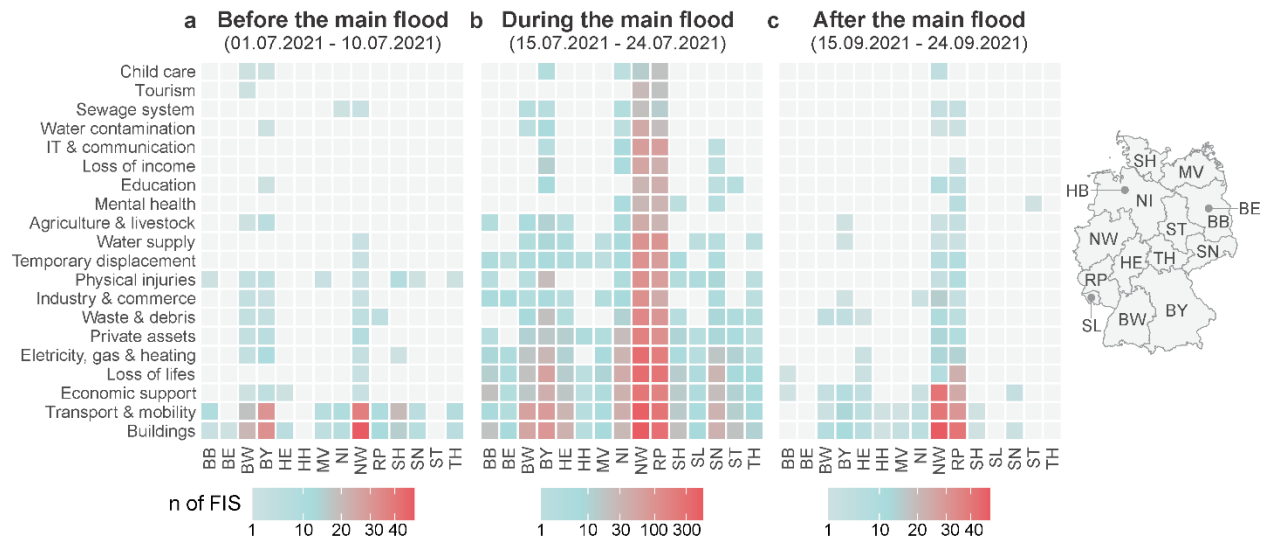 a Before the main flood
(01.07.2021 - 10.07.2021)
b During the main flood
(15.07.2021 - 24.07.2021)
c After the main flood
(15.09.2021 - 24.09.2021)
Child care
Tourism
Sewage system
Water contamination
IT & communication
Loss of income
Education
Mental health
Agriculture & livestock
Water supply
Temporary displacement
Physical injuries
Industry & commerce
Waste & debris
Private assets
Eletricity, gas & heating
Loss of lifes
Economic support
Transport & mobility
Buildings
BB BE BW BY HE HH MV NI NW RP SH SN ST TH
BB BE BW BY HE HH MV NI NW RP SH SL SN ST TH
BB BE BW BY HE HH MV NI NW RP SH SL SN ST TH
n of FIS
1 10 20 30 40
1 10 30 100 300
1 10 20 30 40
SH
MV
HB
NI
BE
BB
NW
ST
SN
HE
TH
RP
SL
BW
BY